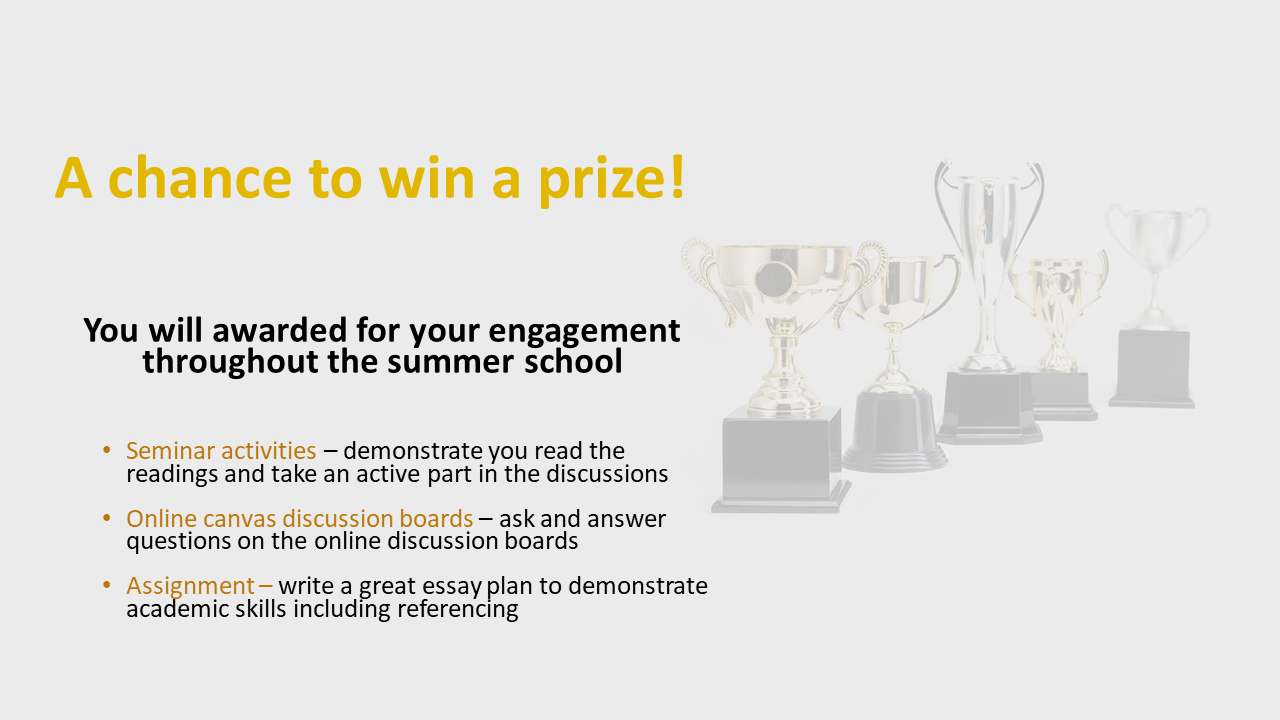 A chance to win a prize!
You will awarded for your engagement
throughout the summer school
• Seminar activities – demonstrate you read the
readings and take an active part in the discussions
• Online canvas discussion boards – ask and answer
questions on the online discussion boards
• Assignment – write a great essay plan to demonstrate
academic skills including referencing